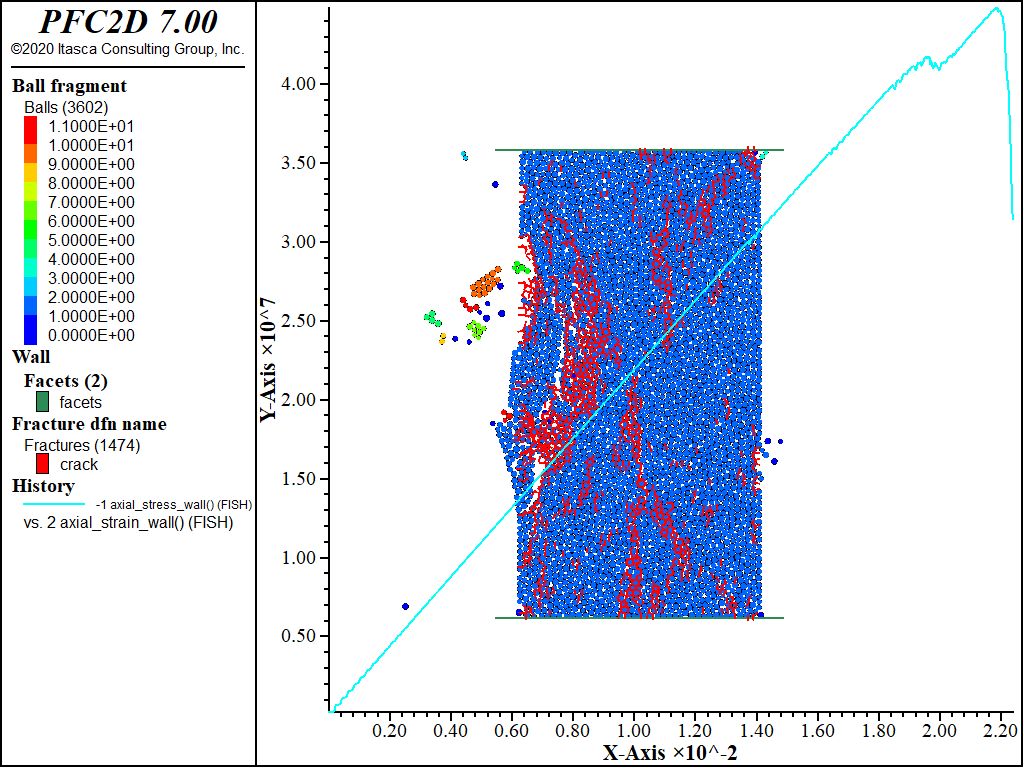 PFC2D 7.00
©2020 Itasca Consulting Group, Inc.
Ball fragment
Balls (3602)
1.1000E+01
1.0000E+01
9.0000E+00
8.0000E+00
7.0000E+00
6.0000E+00
5.0000E+00
4.0000E+00
3.0000E+00
2.0000E+00
1.0000E+00
0.0000E+00
Wall
Facets (2)
facets
Fracture dfn name
Fractures (1474)
crack
History
-1 axial_stress_wall() (FISH)
vs. 2 axial_strain_wall() (FISH)
Y-Axis ×10^7
4.00
3.50
3.00
2.50
2.00
1.50
1.00
0.50
0.20 0.40 0.60 0.80 1.00 1.20 1.40 1.60 1.80 2.00 2.20
X-Axis ×10^-2